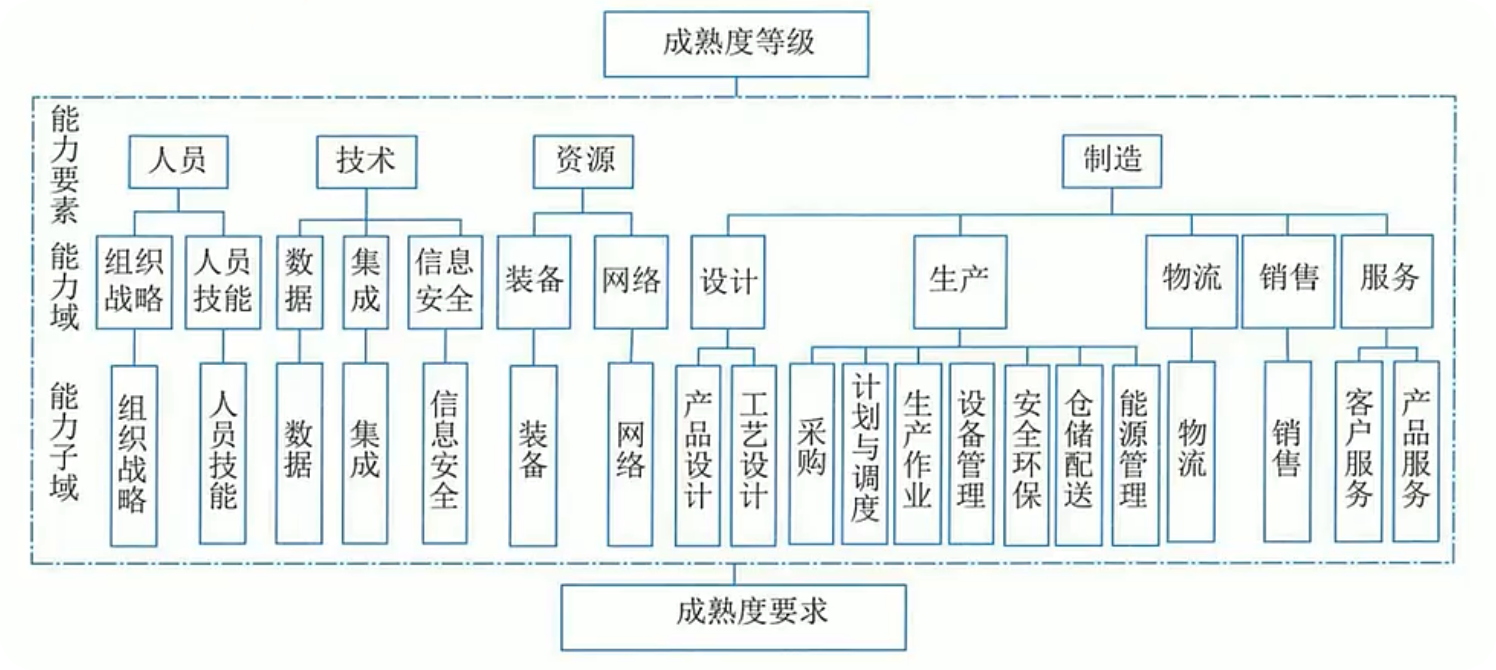 成熟度等级
能力要素
人员
技术
资源
制造
能力域
组织
战略
人员
技能
数
据
集
成
信息
安全
装备
网络
设计
生产
物流
销售
服务
能力子域
组织战略
人员技能
数据
集成
信息安全
装备
网络
产品设计
工艺设计
采购
计划与调度
生产作业
设备管理
安全环保
仓储配送
能源管理
物流
销售
客户服务
产品服务
成熟度要求